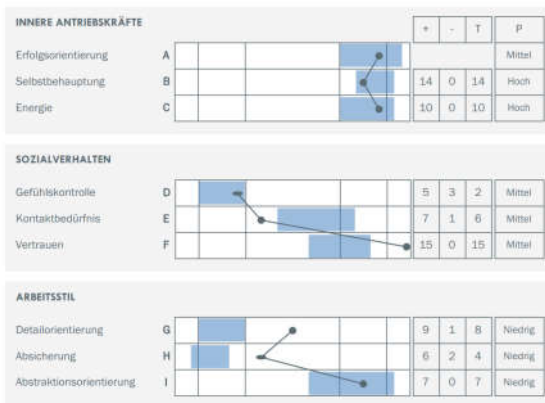 INNERE ANTRIEBSKRÄFTE + - T P
Erfolgsorientierung A Mittel
Selbstbehauptung B 14 0 14 Hoch
Energie C 10 0 10 Hoch
SOZIALVERHALTEN
Gefühlskontrolle D 5 3 2 Mittel
Kontaktbedürfnis E 7 1 6 Mittel
Vertrauen F 15 0 15 Mittel
ARBEITSSTIL
Detailorientierung G 9 1 8 Niedrig
Absicherung H 6 2 4 Niedrig
Abstraktionsorientierung I 7 0 7 Niedrig